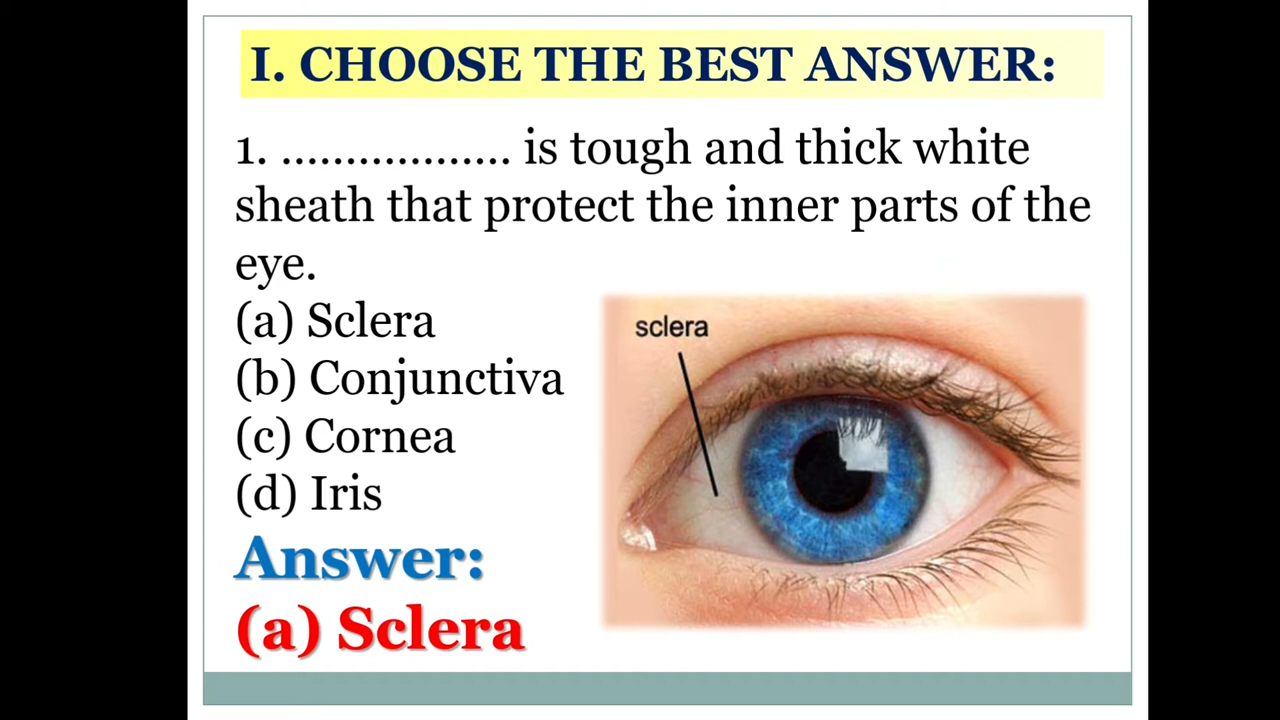 I. CHOOSE THE BEST ANSWER:
1. .................. is tough and thick white
sheath that protect the inner parts of the
eye.
(a) Sclera
(b) Conjunctiva
(c) Cornea
(d) Iris
Answer:
(a) Sclera
sclera